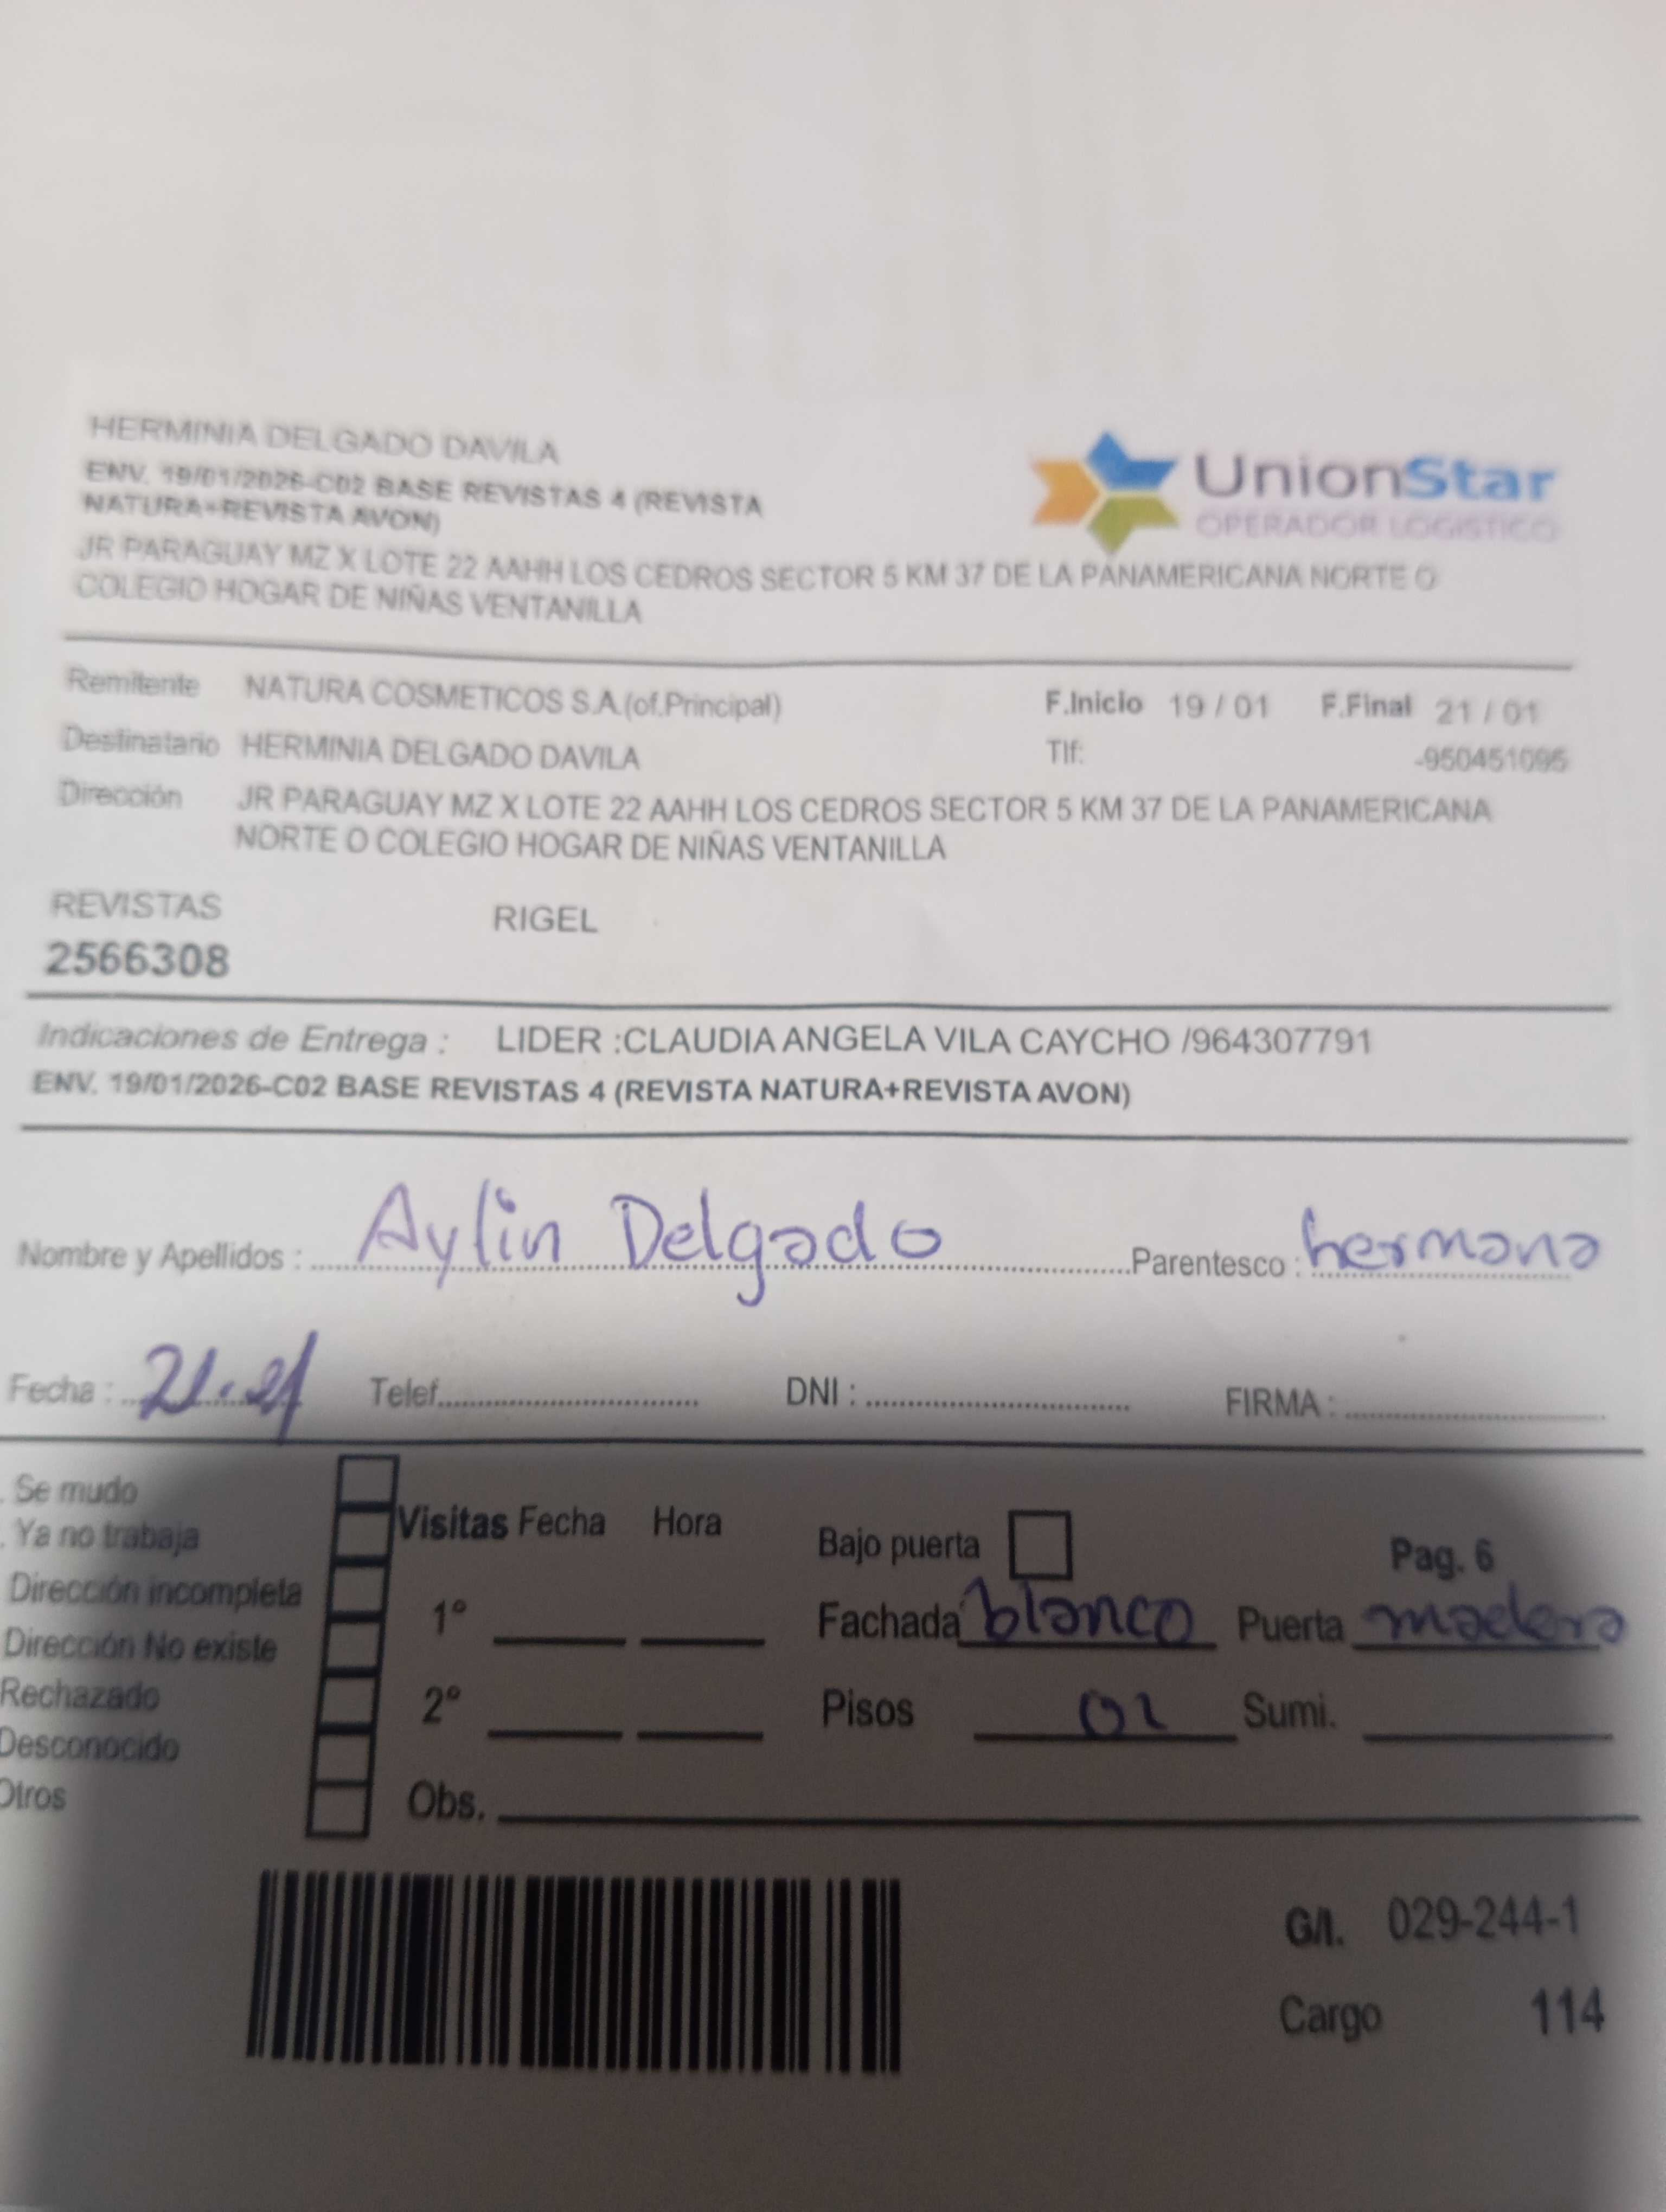 HERMINIA DELGADO DAVILA
ENV. 19/01/2026-C02 BASE REVISTAS 4 (REVISTA
NATURA+REVISTA AVON)
UnionStar
OPERADOR LOGISTICO
JR PARAGUAY MZ X LOTE 22 AAHH LOS CEDROS SECTOR 5 KM 37 DE LA PANAMERICANA NORTE O
COLEGIO HOGAR DE NIÑAS VENTANILLA
Remitente NATURA COSMETICOS S.A.(of.Principal) F.Inicio 19 / 01 F.Final 21 / 01
Destinatario HERMINIA DELGADO DAVILA Tlf: -950451095
Dirección JR PARAGUAY MZ X LOTE 22 AAHH LOS CEDROS SECTOR 5 KM 37 DE LA PANAMERICANA
NORTE O COLEGIO HOGAR DE NIÑAS VENTANILLA
REVISTAS RIGEL
2566308
Indicaciones de Entrega : LIDER :CLAUDIA ANGELA VILA CAYCHO /964307791
ENV. 19/01/2026-C02 BASE REVISTAS 4 (REVISTA NATURA+REVISTA AVON)
Nombre y Apellidos : Aylin Delgado Parentesco : hermana
Fecha : Telef. DNI : FIRMA :
Se mudo
Ya no trabaja
Dirección incompleta
Dirección No existe
Rechazado
Desconocido
Otros
Visitas Fecha Hora
1°
2°
Obs.
Bajo puerta Pag. 6
Fachada blanco Puerta madera
Pisos Sumi.
G/I. 029-244-1
Cargo 114